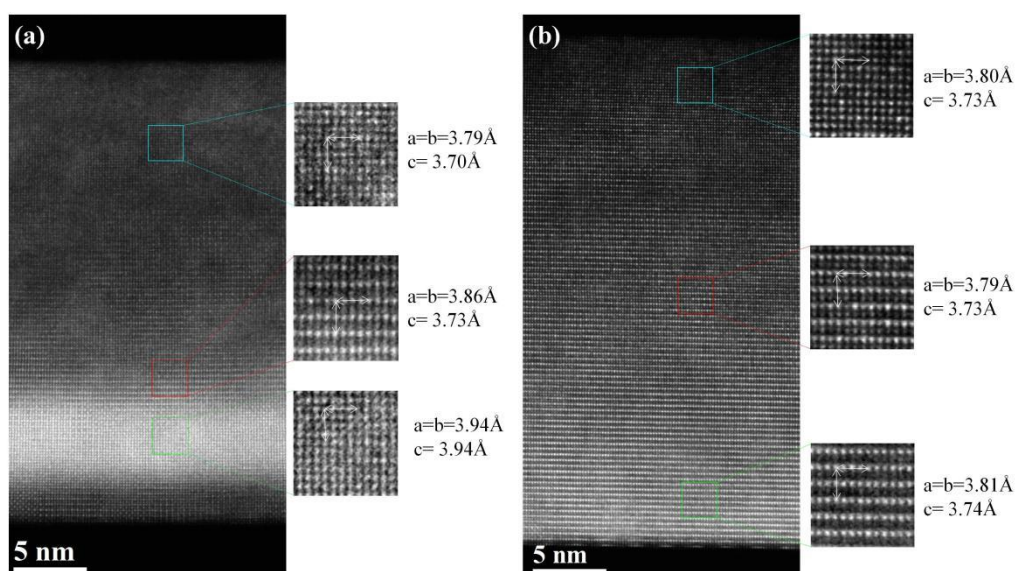 (a)
a=b=3.79Å
c= 3.70Å
a=b=3.86Å
c= 3.73Å
a=b=3.94Å
c= 3.94Å
5 nm
(b)
a=b=3.80Å
c= 3.73Å
a=b=3.79Å
c= 3.73Å
a=b=3.81Å
c= 3.74Å
5 nm